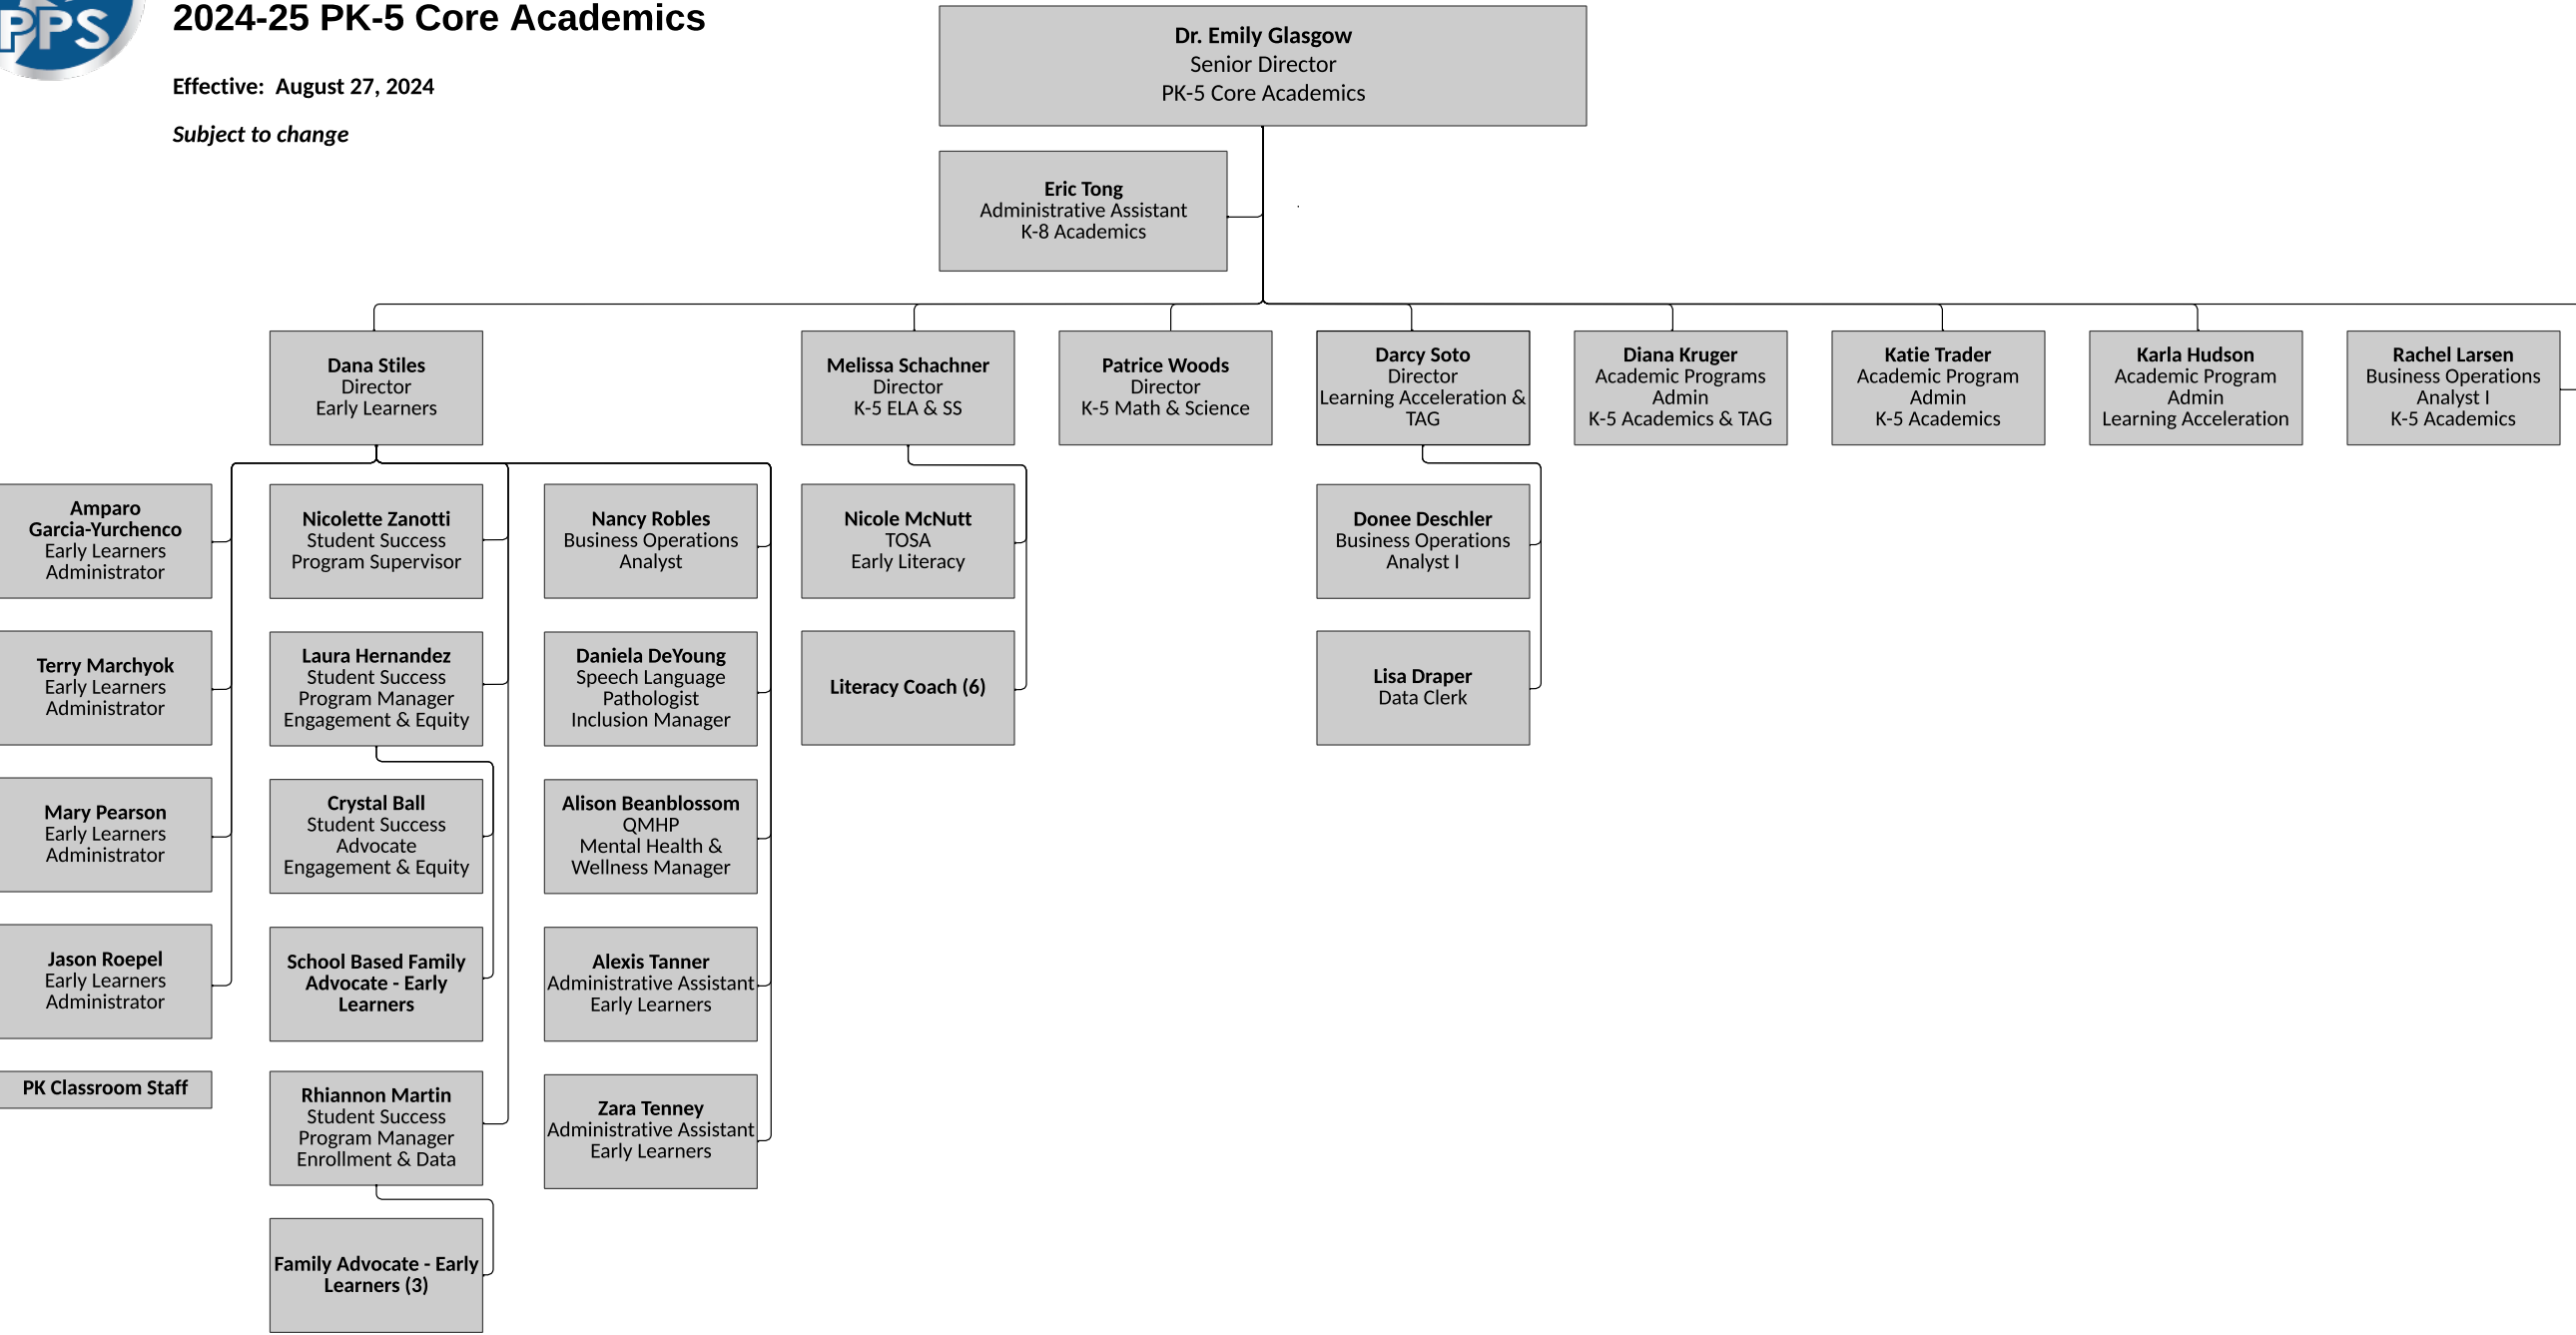 PPS
2024-25 PK-5 Core Academics
Effective:  August 27, 2024
Subject to change
Dr. Emily Glasgow
Senior Director
PK-5 Core Academics
Eric Tong
Administrative Assistant
K-8 Academics
Dana Stiles
Director
Early Learners
Melissa Schachner
Director
K-5 ELA & SS
Patrice Woods
Director
K-5 Math & Science
Darcy Soto
Director
Learning Acceleration &
TAG
Diana Kruger
Academic Programs
Admin
K-5 Academics & TAG
Katie Trader
Academic Program
Admin
K-5 Academics
Karla Hudson
Academic Program
Admin
Learning Acceleration
Rachel Larsen
Business Operations
Analyst I
K-5 Academics
Amparo
Garcia-Yurchenco
Early Learners
Administrator
Nicolette Zanotti
Student Success
Program Supervisor
Nancy Robles
Business Operations
Analyst
Nicole McNutt
TOSA
Early Literacy
Donee Deschler
Business Operations
Analyst I
Terry Marchyok
Early Learners
Administrator
Laura Hernandez
Student Success
Program Manager
Engagement & Equity
Daniela DeYoung
Speech Language
Pathologist
Inclusion Manager
Literacy Coach (6)
Lisa Draper
Data Clerk
Mary Pearson
Early Learners
Administrator
Crystal Ball
Student Success
Advocate
Engagement & Equity
Alison Beanblossom
QMHP
Mental Health &
Wellness Manager
Jason Roepel
Early Learners
Administrator
School Based Family
Advocate - Early
Learners
Alexis Tanner
Administrative Assistant
Early Learners
PK Classroom Staff
Rhiannon Martin
Student Success
Program Manager
Enrollment & Data
Zara Tenney
Administrative Assistant
Early Learners
Family Advocate - Early
Learners (3)